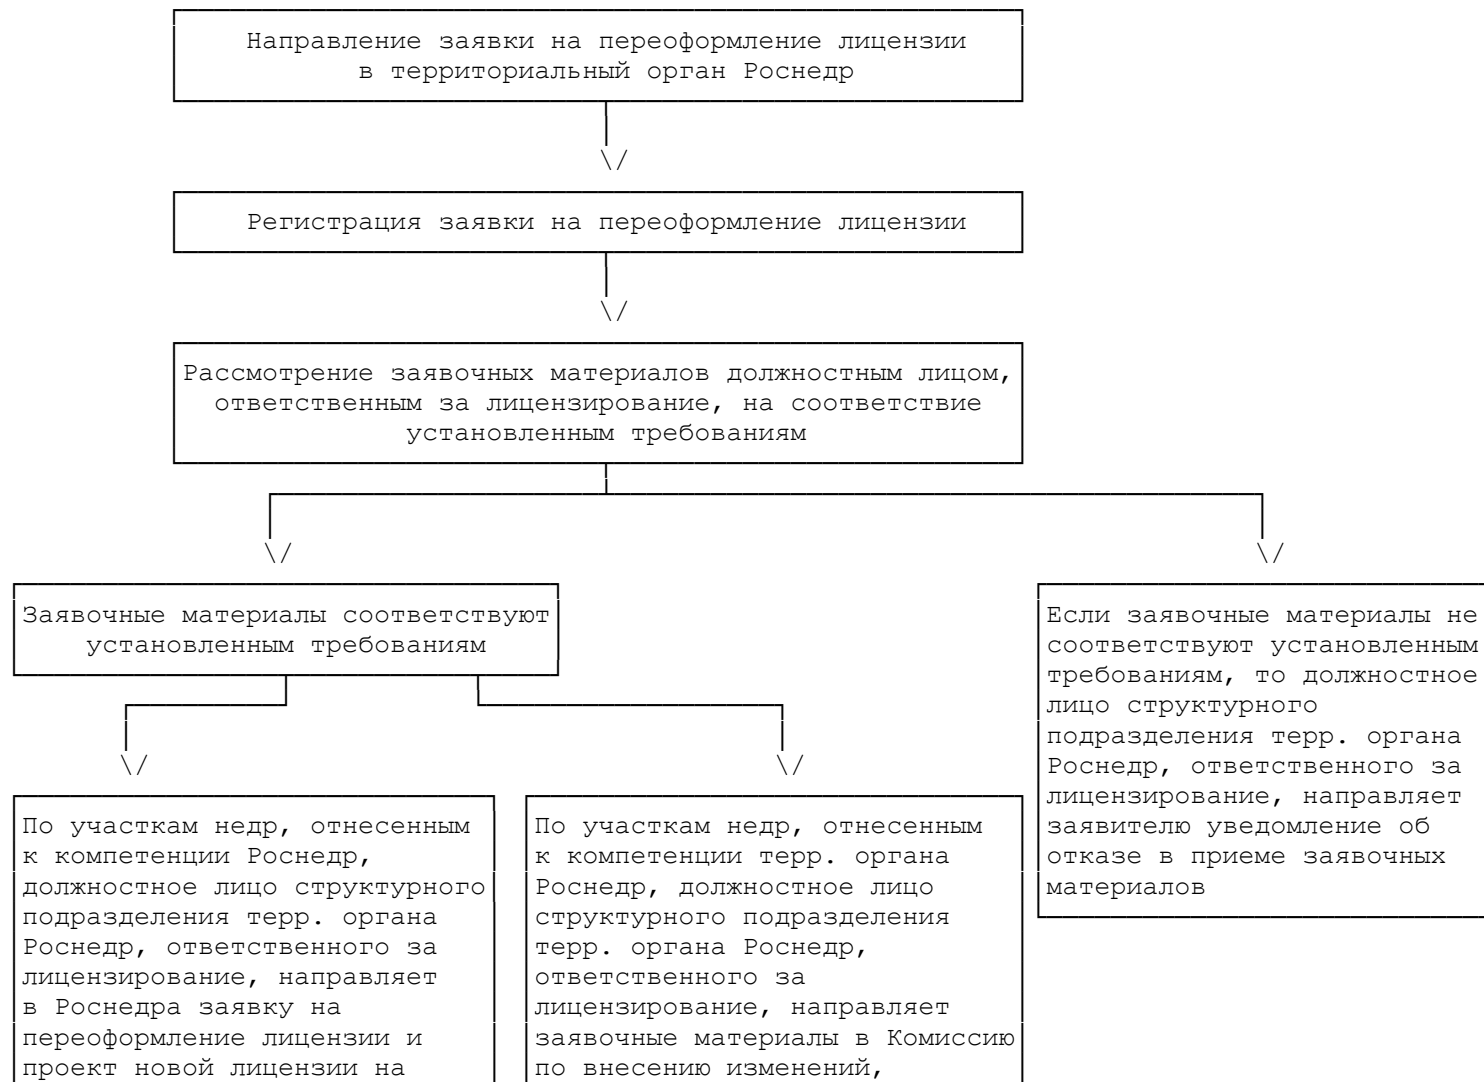 Направление заявки на переоформление лицензии
в территориальный орган Роснедр
Регистрация заявки на переоформление лицензии
Рассмотрение заявочных материалов должностным лицом,
ответственным за лицензирование, на соответствие
установленным требованиям
Заявочные материалы соответствуют
установленным требованиям
Если заявочные материалы не
соответствуют установленным
требованиям, то должностное
лицо структурного
подразделения терр. органа
Роснедр, ответственного за
лицензирование, направляет
заявителю уведомление об
отказе в приеме заявочных
материалов
По участкам недр, отнесенным
к компетенции Роснедр,
должностное лицо структурного
подразделения терр. органа
Роснедр, ответственного за
лицензирование, направляет
в Роснедра заявку на
переоформление лицензии и
проект новой лицензии на
По участкам недр, отнесенным
к компетенции терр. органа
Роснедр, должностное лицо
структурного подразделения
терр. органа Роснедр,
ответственного за
лицензирование, направляет
заявочные материалы в Комиссию
по внесению изменений,